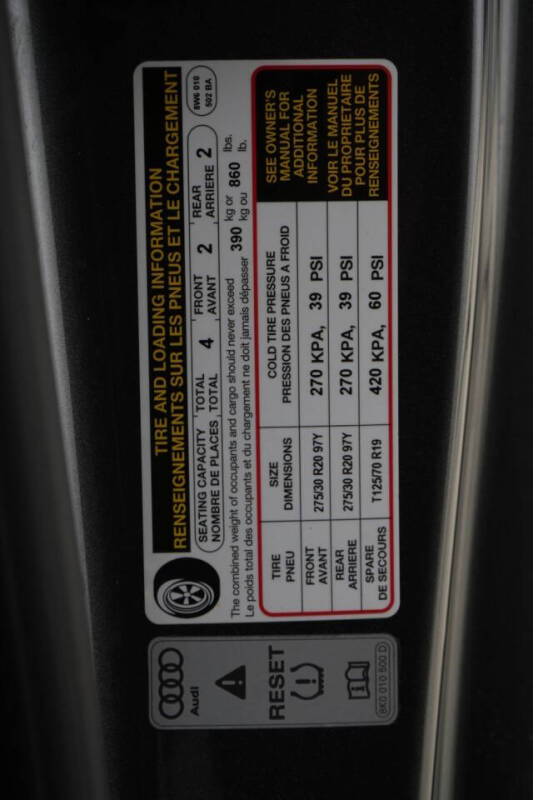 TIRE AND LOADING INFORMATION
RENSEIGNEMENTS SUR LES PNEUS ET LE CHARGEMENT
8W6 010
502 BA
SEATING CAPACITY TOTAL 4 FRONT 2 REAR 2
NOMBRE DE PLACES TOTAL AVANT ARRIERE
The combined weight of occupants and cargo should never exceed 390 kg or 860 lbs.
Le poids total des occupants et du chargement ne doit jamais dépasser kg ou lb.
TIRE SIZE COLD TIRE PRESSURE
PNEU DIMENSIONS PRESSION DES PNEUS A FROID
FRONT 275/30 R20 97Y 270 KPA, 39 PSI
AVANT
REAR 275/30 R20 97Y 270 KPA, 39 PSI
ARRIERE
SPARE T125/70 R19 420 KPA, 60 PSI
DE SECOURS
SEE OWNER'S
MANUAL FOR
ADDITIONAL
INFORMATION
VOIR LE MANUEL
DU PROPRIETAIRE
POUR PLUS DE
RENSEIGNEMENTS
Audi
RESET
8K0 010 500 D